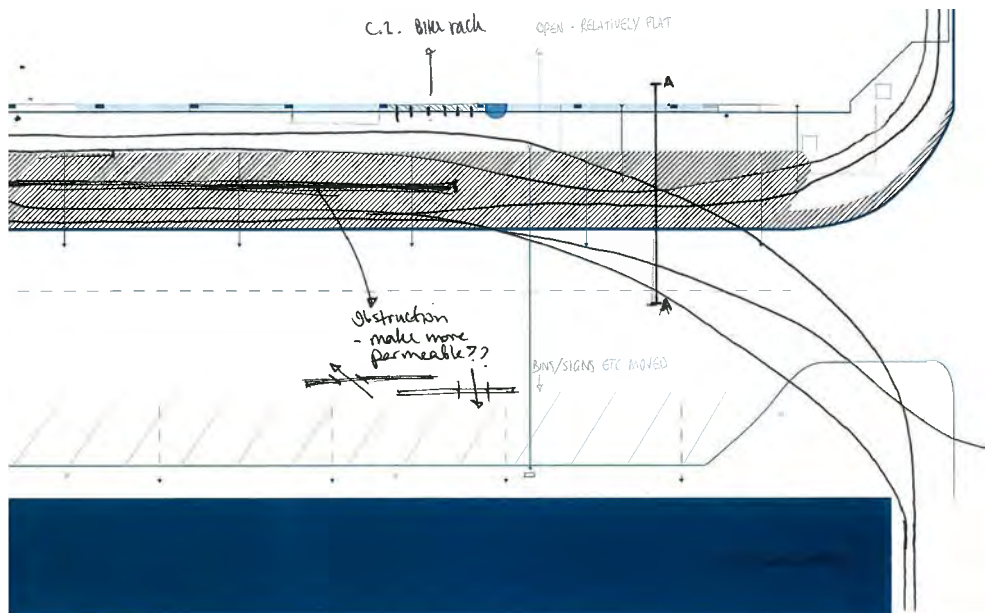 C.2. Bike rack
OPEN - RELATIVELY FLAT
A
A
Obstruction
- make more
permeable??
BINS/SIGNS ETC MOVED